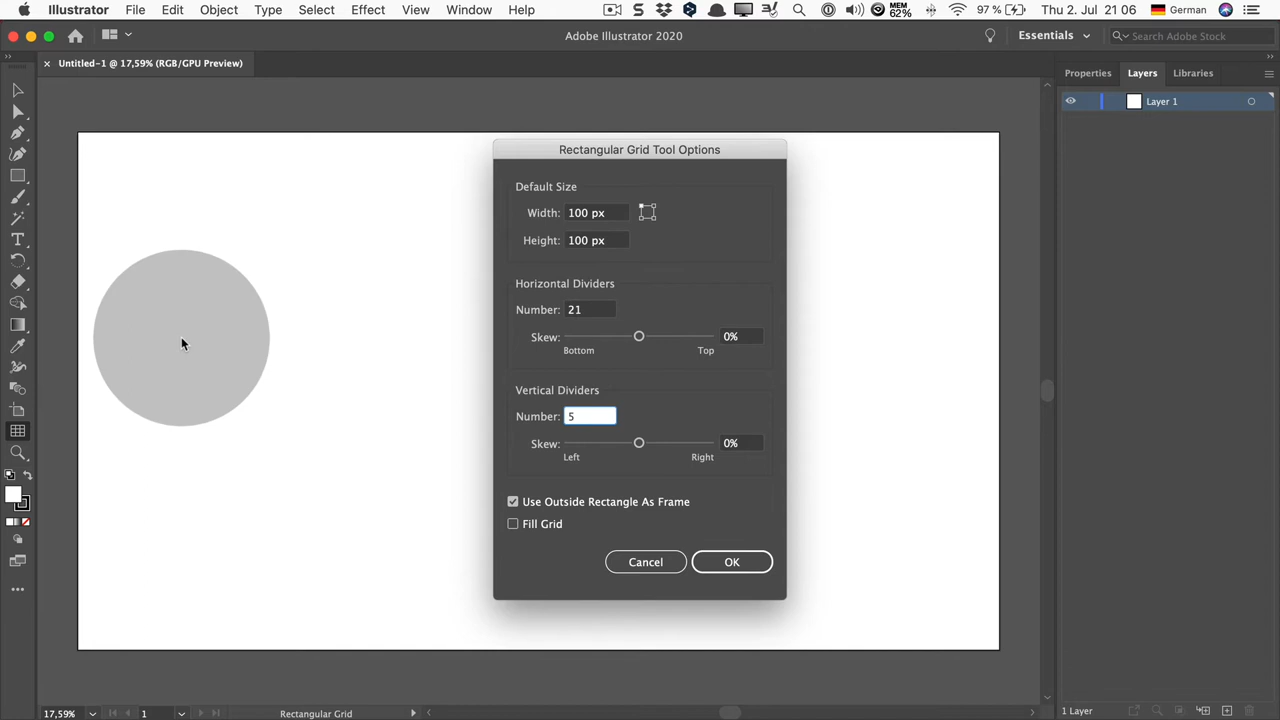 Illustrator File Edit Object Type Select Effect View Window Help MEM 62% 97 % Thu 2. Jul 21 06 German
Adobe Illustrator 2020 Essentials Search Adobe Stock
× Untitled-1 @ 17,59% (RGB/GPU Preview)
Properties Layers Libraries
Layer 1
Rectangular Grid Tool Options
Default Size
Width: 100 px
Height: 100 px
Horizontal Dividers
Number: 21
Skew: 0%
Bottom Top
Vertical Dividers
Number: 5
Skew: 0%
Left Right
Use Outside Rectangle As Frame
Fill Grid
Cancel OK
17,59% 1 Rectangular Grid 1 Layer